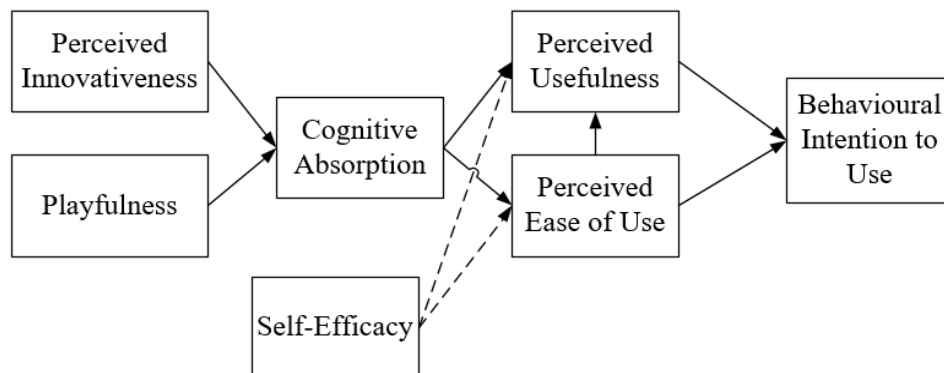 Perceived
Innovativeness
Playfulness
Cognitive
Absorption
Self-Efficacy
Perceived
Usefulness
Perceived
Ease of Use
Behavioural
Intention to
Use